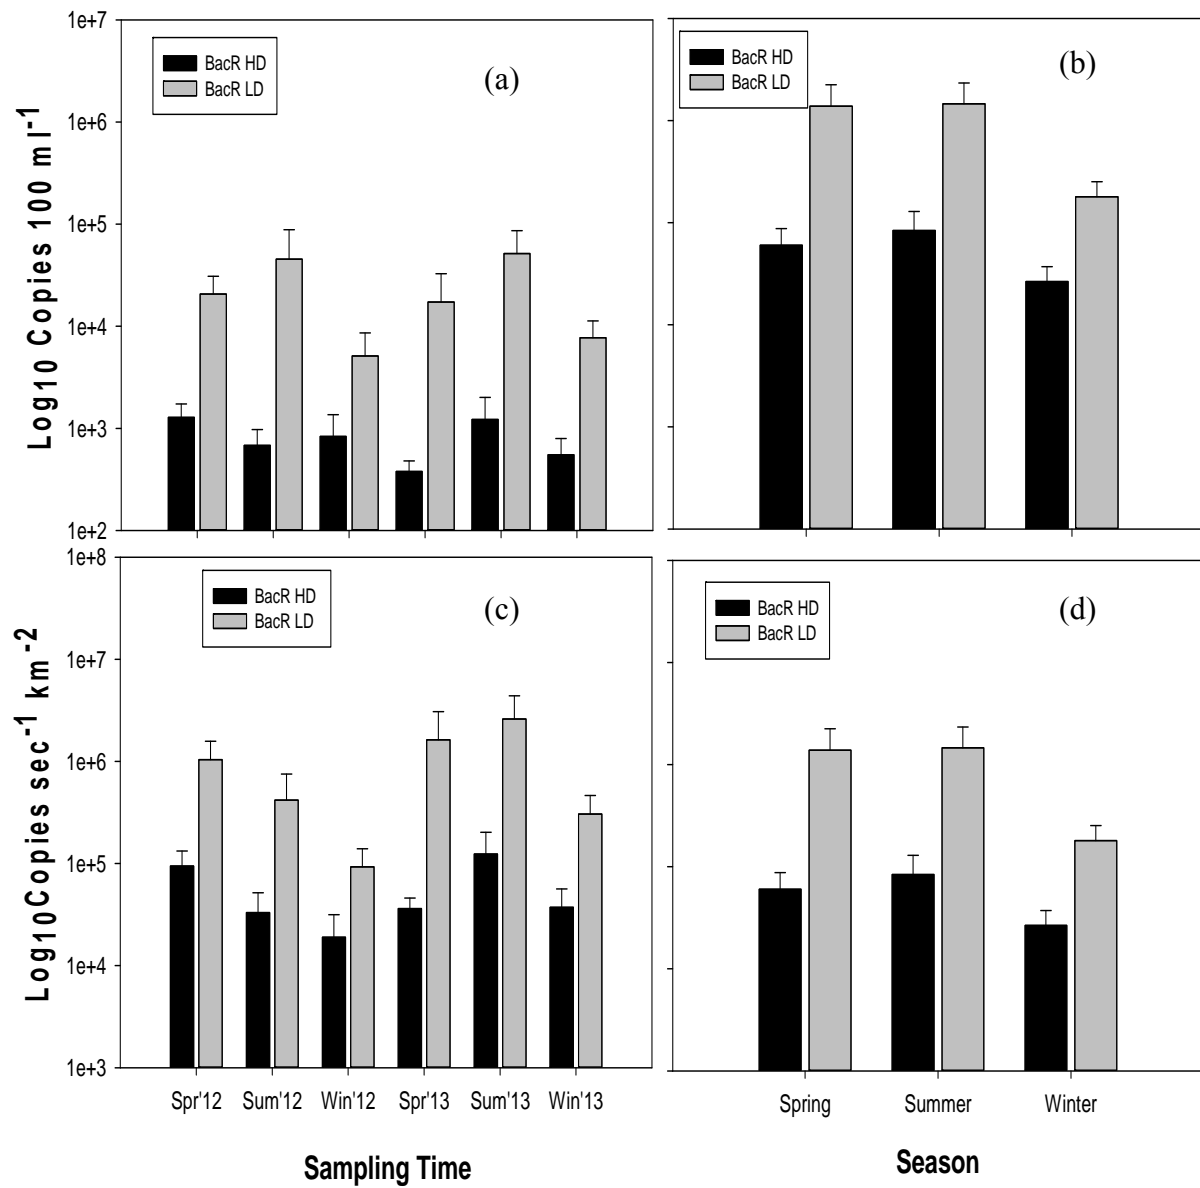 1e+7
1e+6
1e+5
1e+4
1e+3
1e+2
Log10 Copies 100 ml-1
BacR HD
BacR LD
(a)
BacR HD
BacR LD
(b)
1e+8
1e+7
1e+6
1e+5
1e+4
1e+3
Log10Copies sec-1 km-2
BacR HD
BacR LD
(c)
BacR HD
BacR LD
(d)
Spr'12 Sum'12 Win'12 Spr'13 Sum'13 Win'13
Spring Summer Winter
Sampling Time
Season